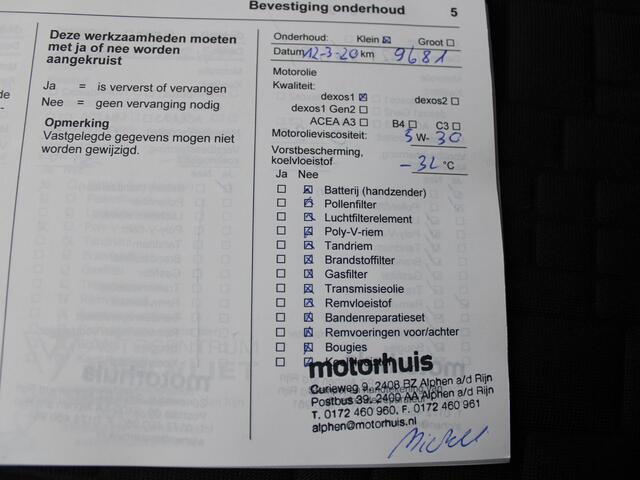 Bevestiging onderhoud 5
Deze werkzaamheden moeten
met ja of nee worden
aangekruist
Ja = is ververst of vervangen
Nee = geen vervanging nodig
Opmerking
Vastgelegde gegevens mogen niet
worden gewijzigd.
Onderhoud: Klein ☒ Groot ☐
Datum 12-3-20 km 9681
Motorolie
Kwaliteit:
dexos1 ☒ dexos2 ☐
dexos1 Gen2 ☐
ACEA A3 ☐ B4 ☐ C3 ☐
Motorolieviscositeit: 5 W- 30
Vorstbescherming,
koelvloeistof -32 °C
Ja Nee
☐ ☒ Batterij (handzender)
☐ ☒ Pollenfilter
☐ ☒ Luchtfilterelement
☐ ☒ Poly-V-riem
☐ ☒ Tandriem
☐ ☒ Brandstoffilter
☐ ☒ Gasfilter
☐ ☒ Transmissieolie
☐ ☒ Remvloeistof
☐ ☒ Bandenreparatieset
☐ ☒ Remvoeringen voor/achter
☐ ☒ Bougies
☐ ☒
motorhuis
Curieweg 9, 2408 BZ Alphen a/d Rijn
Postbus 39, 2400 AA Alphen a/d Rijn
T. 0172 460 960, F. 0172 460 961
alphen@motorhuis.nl